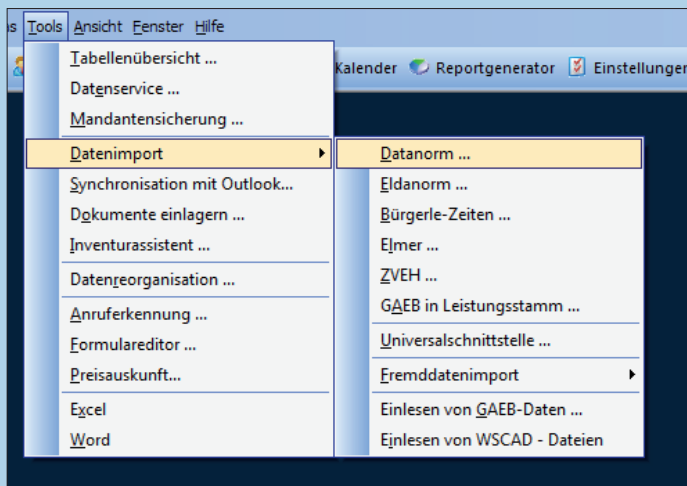 s Tools Ansicht Fenster Hilfe
Kalender Reportgenerator Einstellungen
Tabellenübersicht ...
Datenservice ...
Mandantensicherung ...
Datenimport
Synchronisation mit Outlook...
Dokumente einlagern ...
Inventurassistent ...
Datenreorganisation ...
Anruferkennung ...
Formulareditor ...
Preisauskunft...
Excel
Word
Datanorm ...
Eldanorm ...
Bürgerle-Zeiten ...
Elmer ...
ZVEH ...
GAEB in Leistungsstamm ...
Universalschnittstelle ...
Fremddatenimport
Einlesen von GAEB-Daten ...
Einlesen von WSCAD - Dateien